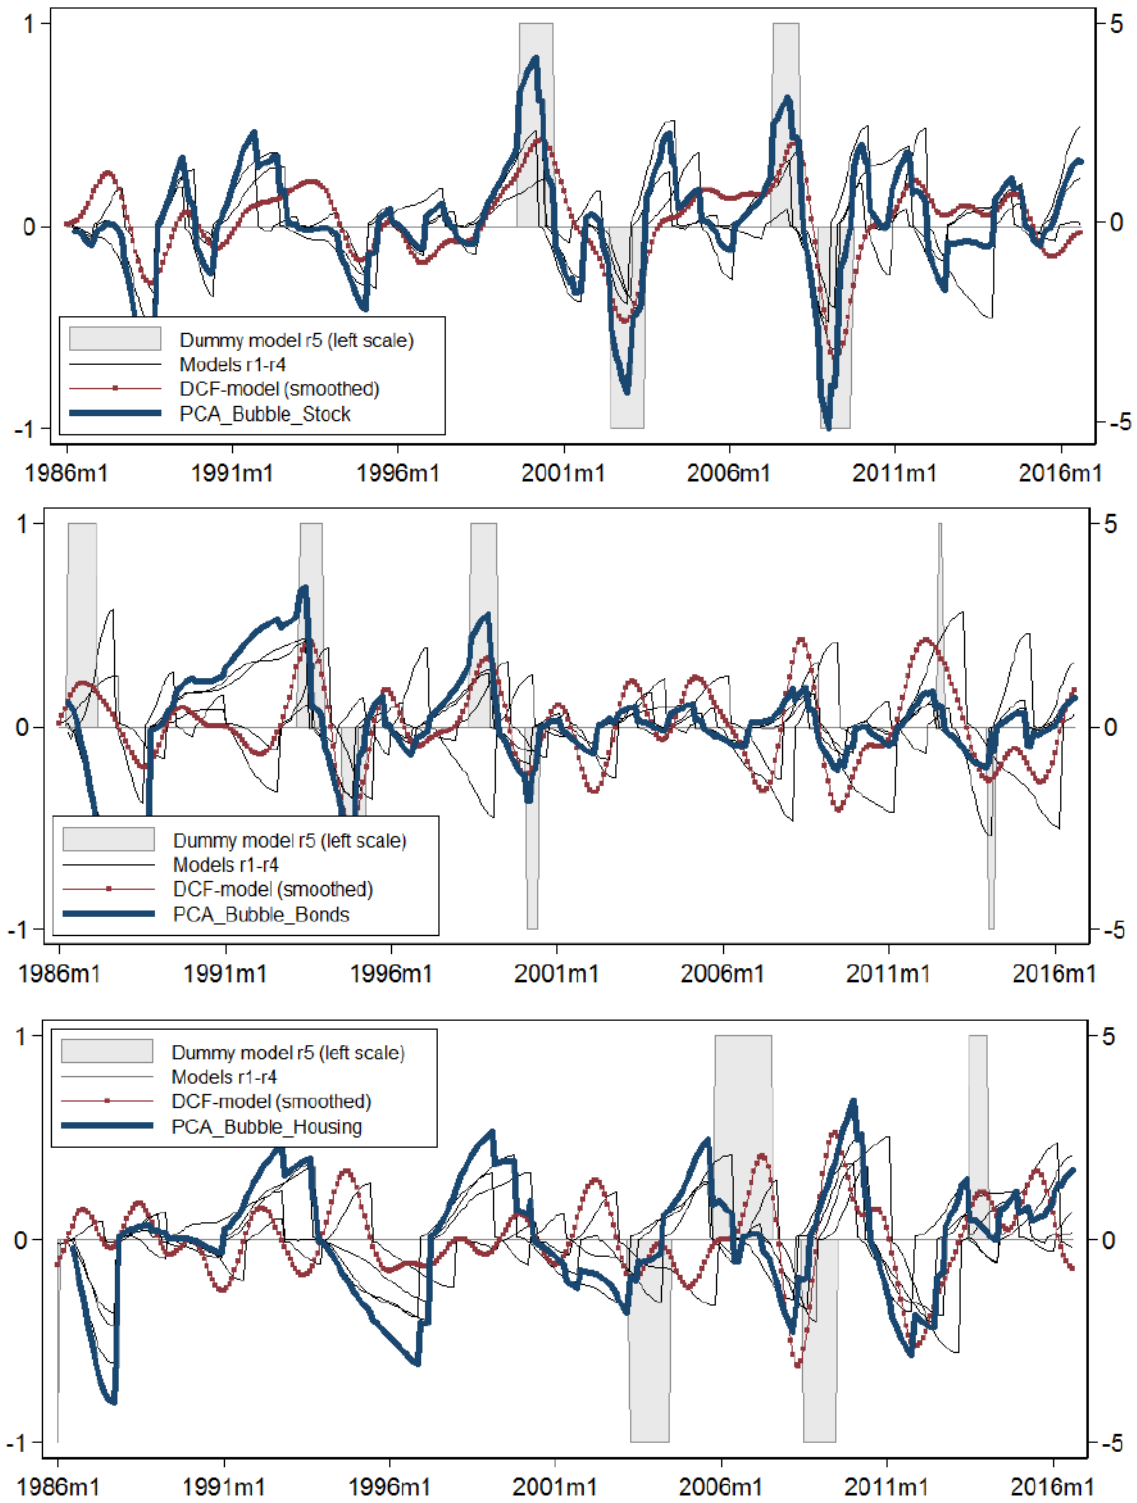 1
5
0
0
Dummy model r5 (left scale)
Models r1-r4
DCF-model (smoothed)
PCA_Bubble_Stock
-1
-5
1986m1 1991m1 1996m1 2001m1 2006m1 2011m1 2016m1
1
5
0
0
Dummy model r5 (left scale)
Models r1-r4
DCF-model (smoothed)
PCA_Bubble_Bonds
-1
-5
1986m1 1991m1 1996m1 2001m1 2006m1 2011m1 2016m1
1
5
Dummy model r5 (left scale)
Models r1-r4
DCF-model (smoothed)
PCA_Bubble_Housing
0
0
-1
-5
1986m1 1991m1 1996m1 2001m1 2006m1 2011m1 2016m1